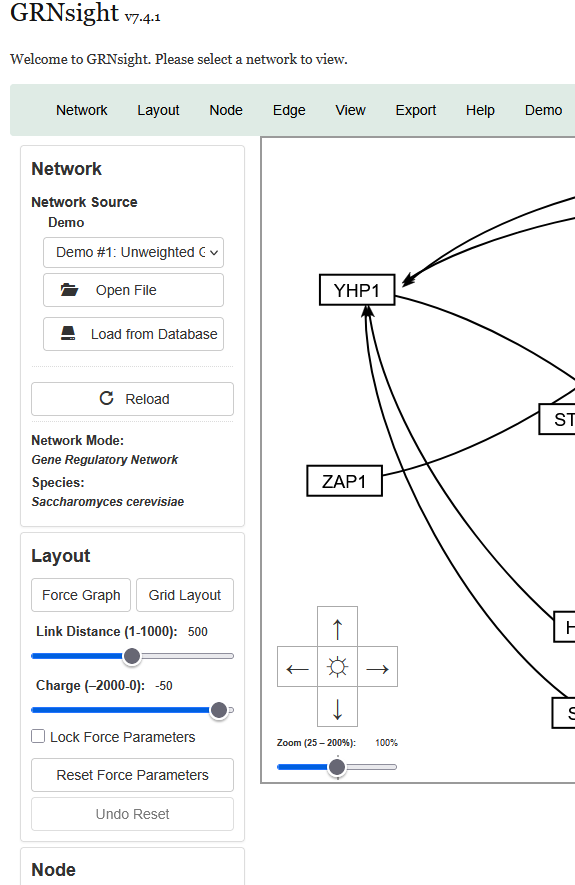 GRNsight v7.4.1
Welcome to GRNsight. Please select a network to view.
Network Layout Node Edge View Export Help Demo
Network
Network Source
Demo
Demo #1: Unweighted G
Open File
Load from Database
Reload
Network Mode:
Gene Regulatory Network
Species:
Saccharomyces cerevisiae
Layout
Force Graph Grid Layout
Link Distance (1-1000): 500
Charge (–2000-0): -50
Lock Force Parameters
Reset Force Parameters
Undo Reset
Node
YHP1
ST
ZAP1
H
S
Zoom (25 – 200%): 100%